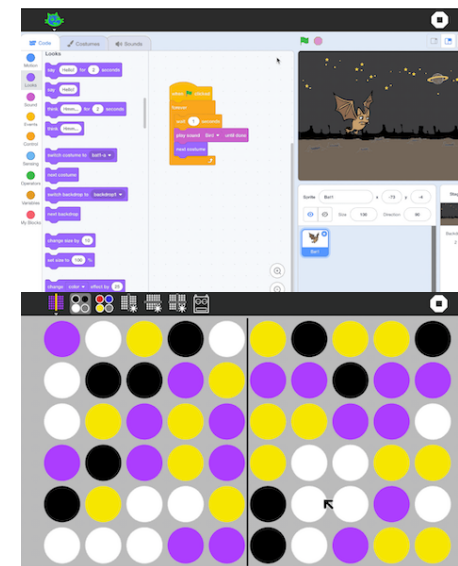 Code Costumes Sounds
Motion
Looks
Sound
Events
Control
Sensing
Operators
Variables
My Blocks
Looks
say Hello! for 2 seconds
say Hello!
think Hmm... for 2 seconds
think Hmm...
switch costume to bat1-c
next costume
switch backdrop to backdrop1
next backdrop
change size by 10
set size to 100 %
change color effect by 25
when clicked
forever
wait 1 seconds
play sound Bird until done
next costume
Sprite Bat1 x -73 y -4
Size 100 Direction 90
Bat1